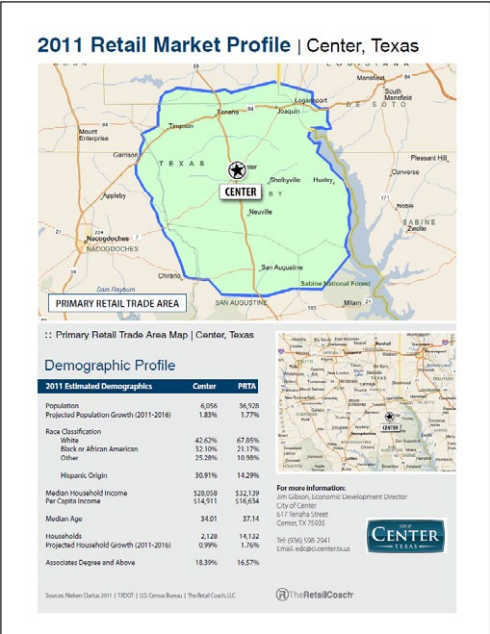 2011 Retail Market Profile | Center, Texas
LOUISIANA
Mansfield
South Mansfield
DE SOTO
Logansport
Joaquin
Tenaha
Timpson
Mount Enterprise
Garrison
TEXAS
Pleasant Hill
Converse
Shelbyville
Huxley
CENTER
Appleby
Noble
Neuville
SABINE
Zwolle
Nacogdoches
NACOGDOCHES
San Augustine
Chireno
Sabine National Forest
Sam Rayburn
SAN AUGUSTINE
Milam
PRIMARY RETAIL TRADE AREA
:: Primary Retail Trade Area Map | Center, Texas
Demographic Profile
2011 Estimated Demographics Center PRTA
Population 6,056 36,928
Projected Population Growth (2011-2016) 1.83% 1.77%
Race Classification
White 42.62% 67.85%
Black or African American 32.10% 21.17%
Other 25.28% 10.98%
Hispanic Origin 30.91% 14.29%
Median Household Income $28,058 $32,139
Per Capita Income $14,911 $16,634
Median Age 34.01 37.14
Households 2,128 14,132
Projected Household Growth (2011-2016) 0.99% 1.76%
Associates Degree and Above 18.39% 16.57%
Sources: Nielsen Claritas 2011 | TXDOT | U.S. Census Bureau | The Retail Coach, LLC
CENTER
For more information:
Jim Gibson, Economic Development Director
City of Center
617 Tenaha Street
Center, TX 75935
Tel: (936) 598-2941
Email: edc@ci.center.tx.us
CITY OF
CENTER
TEXAS
TheRetailCoach